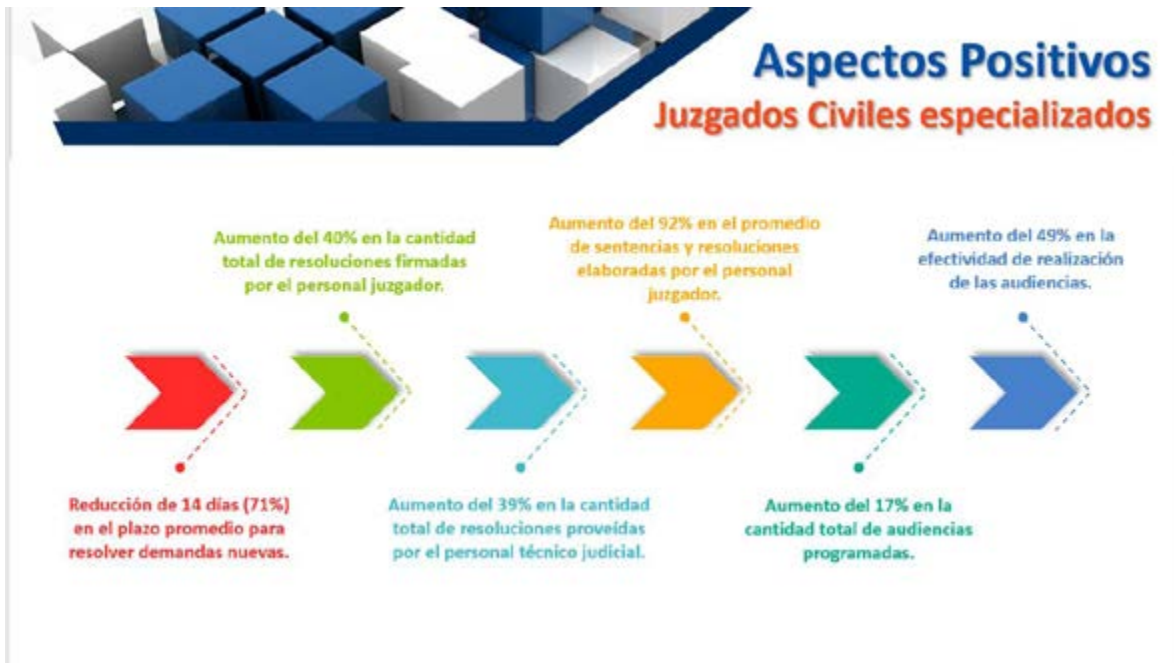 Aspectos Positivos
Juzgados Civiles especializados
Reducción de 14 días (71%)
en el plazo promedio para
resolver demandas nuevas.
Aumento del 40% en la cantidad
total de resoluciones firmadas
por el personal juzgador.
Aumento del 39% en la cantidad
total de resoluciones proveídas
por el personal técnico judicial.
Aumento del 92% en el promedio
de sentencias y resoluciones
elaboradas por el personal
juzgador.
Aumento del 17% en la
cantidad total de audiencias
programadas.
Aumento del 49% en la
efectividad de realización
de las audiencias.